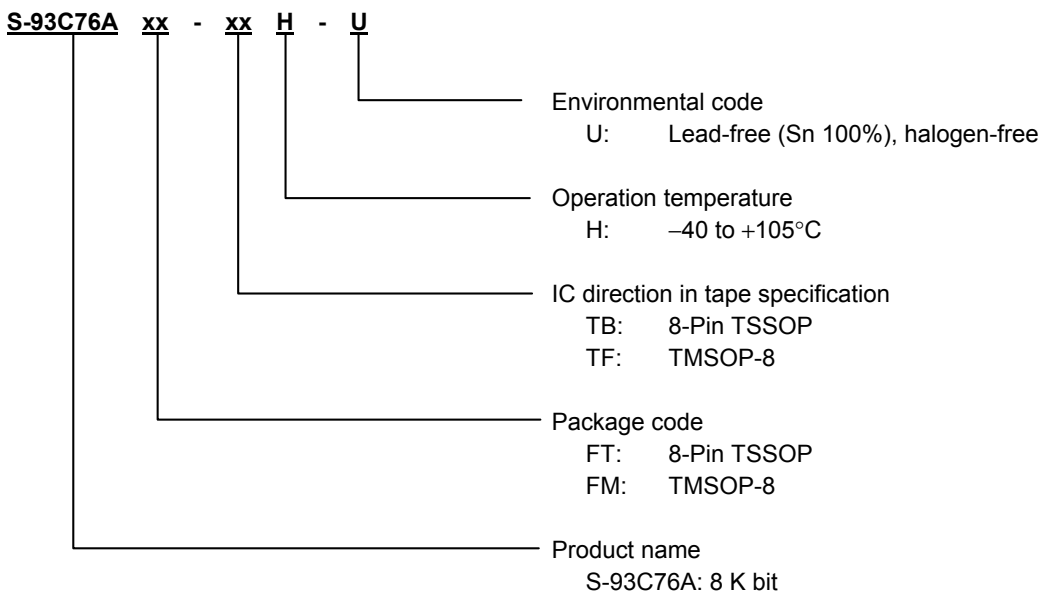 S-93C76A xx - xx H - U
Environmental code
U: Lead-free (Sn 100%), halogen-free
Operation temperature
H: −40 to +105°C
IC direction in tape specification
TB: 8-Pin TSSOP
TF: TMSOP-8
Package code
FT: 8-Pin TSSOP
FM: TMSOP-8
Product name
S-93C76A: 8 K bit